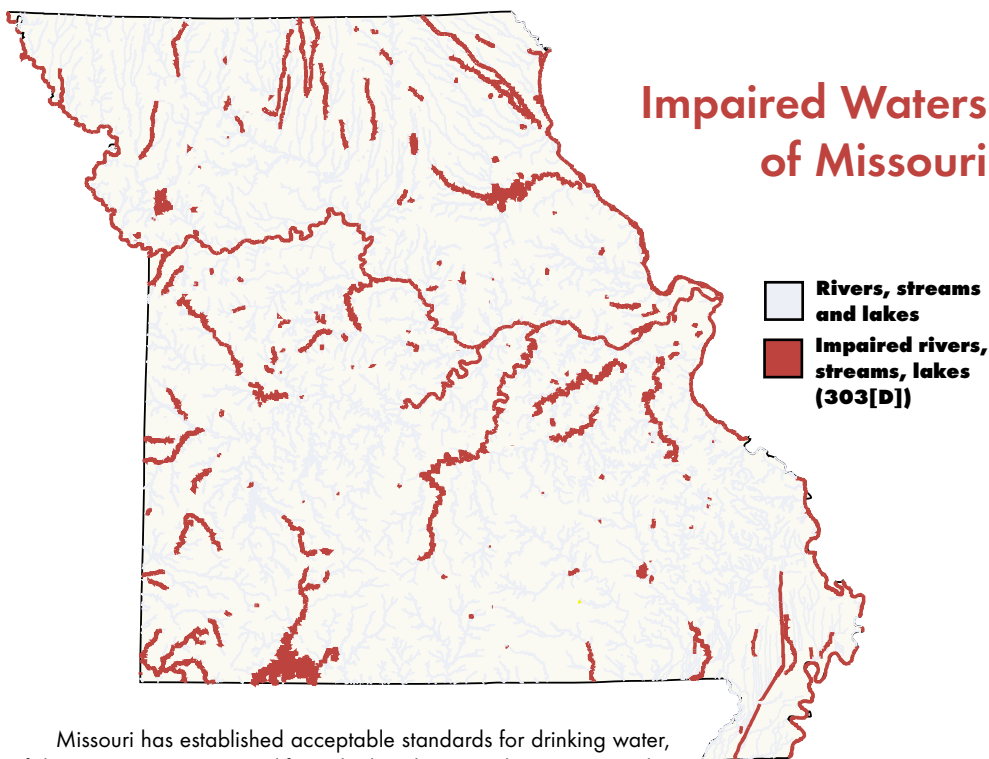 Impaired Waters
of Missouri
Rivers, streams
and lakes
Impaired rivers,
streams, lakes
(303[D])
Missouri has established acceptable standards for drinking water,